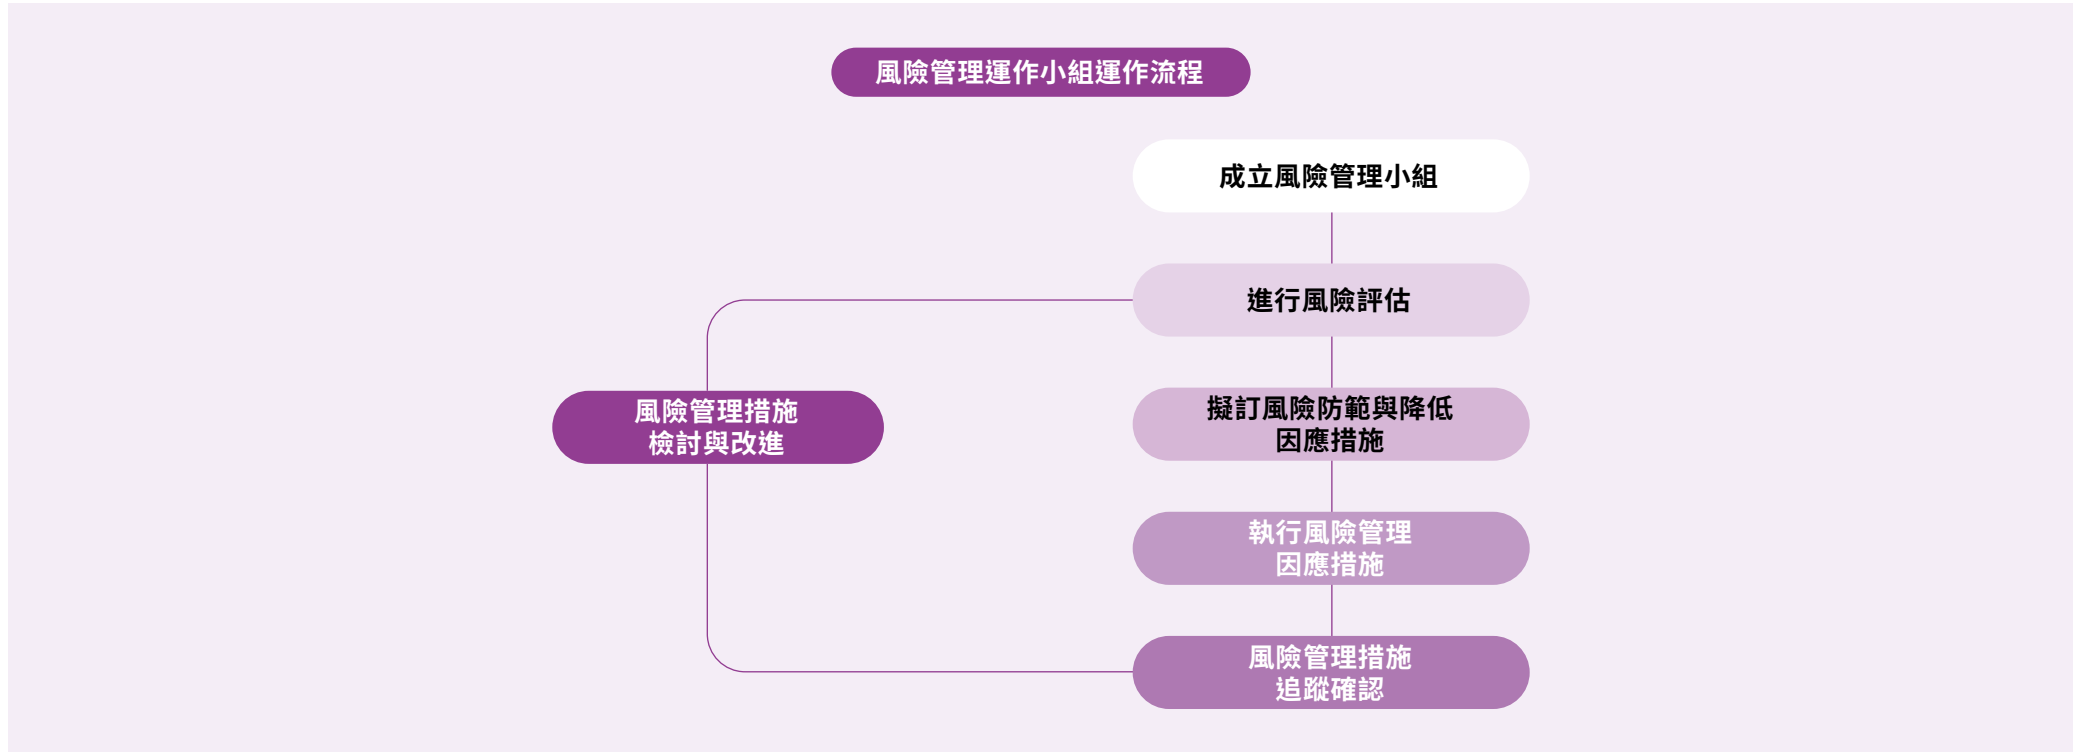 風險管理運作小組運作流程
成立風險管理小組
進行風險評估
擬訂風險防範與降低
因應措施
執行風險管理
因應措施
風險管理措施
追蹤確認
風險管理措施
檢討與改進